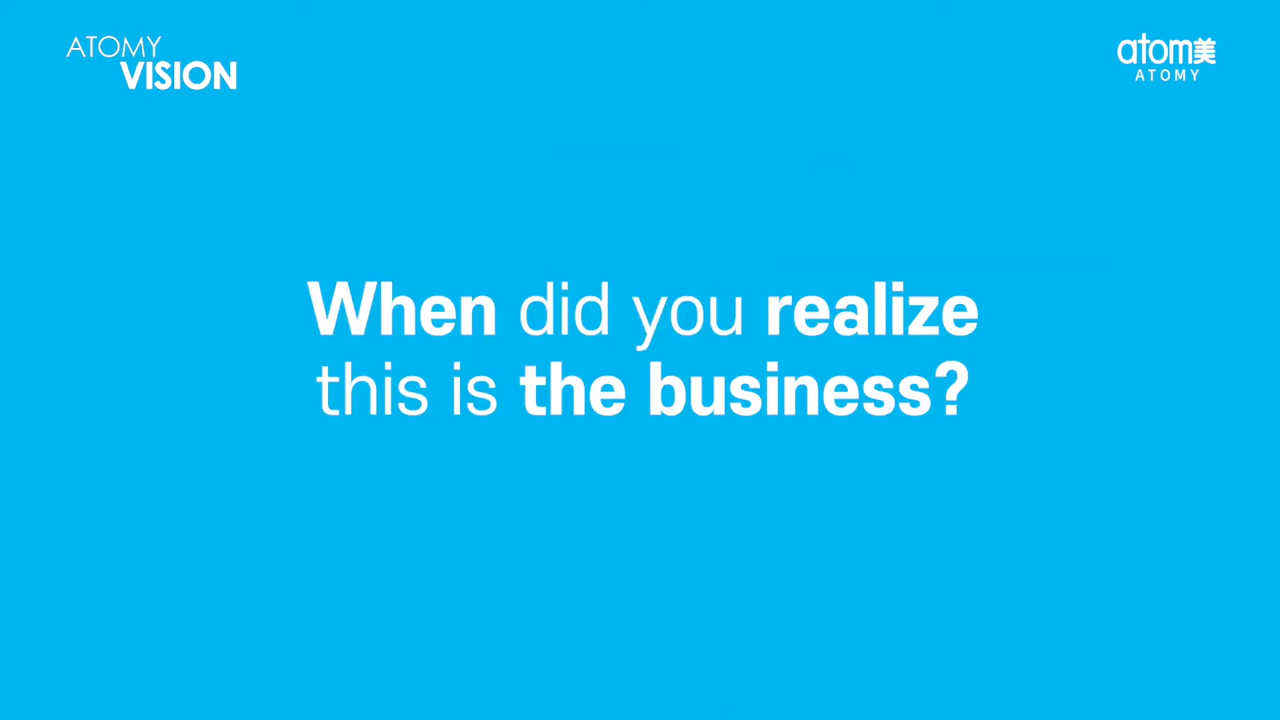 ATOMY
VISION
atom美
ATOMY
When did you realize
this is the business?